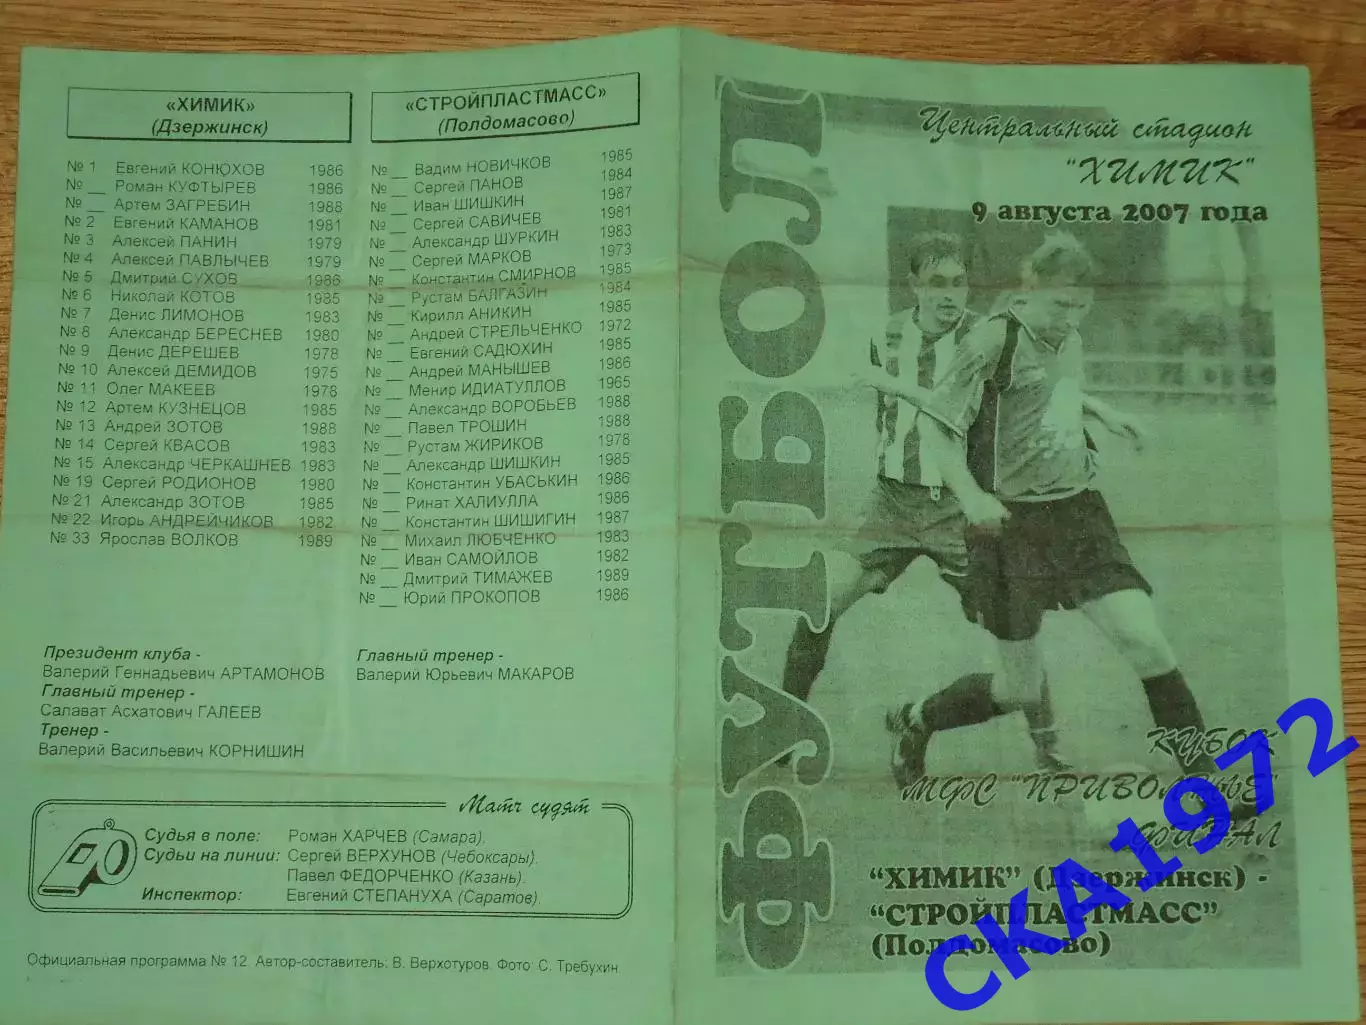 «ХИМИК»
(Дзержинск)
№ 1 Евгений КОНЮХОВ 1986
№ __ Роман КУФТЫРЕВ 1986
№ __ Артем ЗАГРЕБИН 1988
№ 2 Евгений КАМАНОВ 1981
№ 3 Алексей ПАНИН 1979
№ 4 Алексей ПАВЛЫЧЕВ 1979
№ 5 Дмитрий СУХОВ 1986
№ 6 Николай КОТОВ 1985
№ 7 Денис ЛИМОНОВ 1983
№ 8 Александр БЕРЕСНЕВ 1980
№ 9 Денис ДЕРЕШЕВ 1978
№ 10 Алексей ДЕМИДОВ 1975
№ 11 Олег МАКЕЕВ 1978
№ 12 Артем КУЗНЕЦОВ 1985
№ 13 Андрей ЗОТОВ 1988
№ 14 Сергей КВАСОВ 1983
№ 15 Александр ЧЕРКАШНЕВ 1983
№ 19 Сергей РОДИОНОВ 1980
№ 21 Александр ЗОТОВ 1985
№ 22 Игорь АНДРЕЙЧИКОВ 1982
№ 33 Ярослав ВОЛКОВ 1989
Президент клуба -
Валерий Геннадьевич АРТАМОНОВ
Главный тренер -
Салават Асхатович ГАЛЕЕВ
Тренер -
Валерий Васильевич КОРНИШИН
«СТРОЙПЛАСТМАСС»
(Полдомасово)
№ __ Вадим НОВИЧКОВ 1985
№ __ Сергей ПАНОВ 1984
№ __ Иван ШИШКИН 1987
№ __ Сергей САВИЧЕВ 1981
№ __ Александр ШУРКИН 1983
№ __ Сергей МАРКОВ 1973
№ __ Константин СМИРНОВ 1985
№ __ Рустам БАЛГАЗИН 1984
№ __ Кирилл АНИКИН 1985
№ __ Андрей СТРЕЛЬЧЕНКО 1972
№ __ Евгений САДЮХИН 1985
№ __ Андрей МАНЫШЕВ 1986
№ __ Менир ИДИАТУЛЛОВ 1965
№ __ Александр ВОРОБЬЕВ 1988
№ __ Павел ТРОШИН 1988
№ __ Рустам ЖИРИКОВ 1978
№ __ Александр ШИШКИН 1985
№ __ Константин УБАСЬКИН 1986
№ __ Ринат ХАЛИУЛЛА 1986
№ __ Константин ШИШИГИН 1987
№ __ Михаил ЛЮБЧЕНКО 1983
№ __ Иван САМОЙЛОВ 1982
№ __ Дмитрий ТИМАЖЕВ 1989
№ __ Юрий ПРОКОПОВ 1986
Главный тренер -
Валерий Юрьевич МАКАРОВ
Матч судят
Судья в поле: Роман ХАРЧЕВ (Самара).
Судьи на линии: Сергей ВЕРХУНОВ (Чебоксары).
Павел ФЕДОРЧЕНКО (Казань).
Инспектор: Евгений СТЕПАНУХА (Саратов).
Официальная программа № 12. Автор-составитель: В. Верхотуров. Фото: С. Требухин
ФУТБОЛ
Центральный стадион
"ХИМИК"
9 августа 2007 года
КУБОК
МФС "ПРИВОЛЖЬЕ"
ФИНАЛ
"ХИМИК" (Дзержинск) -
"СТРОЙПЛАСТМАСС"
(Полдомасово)
СКА1972